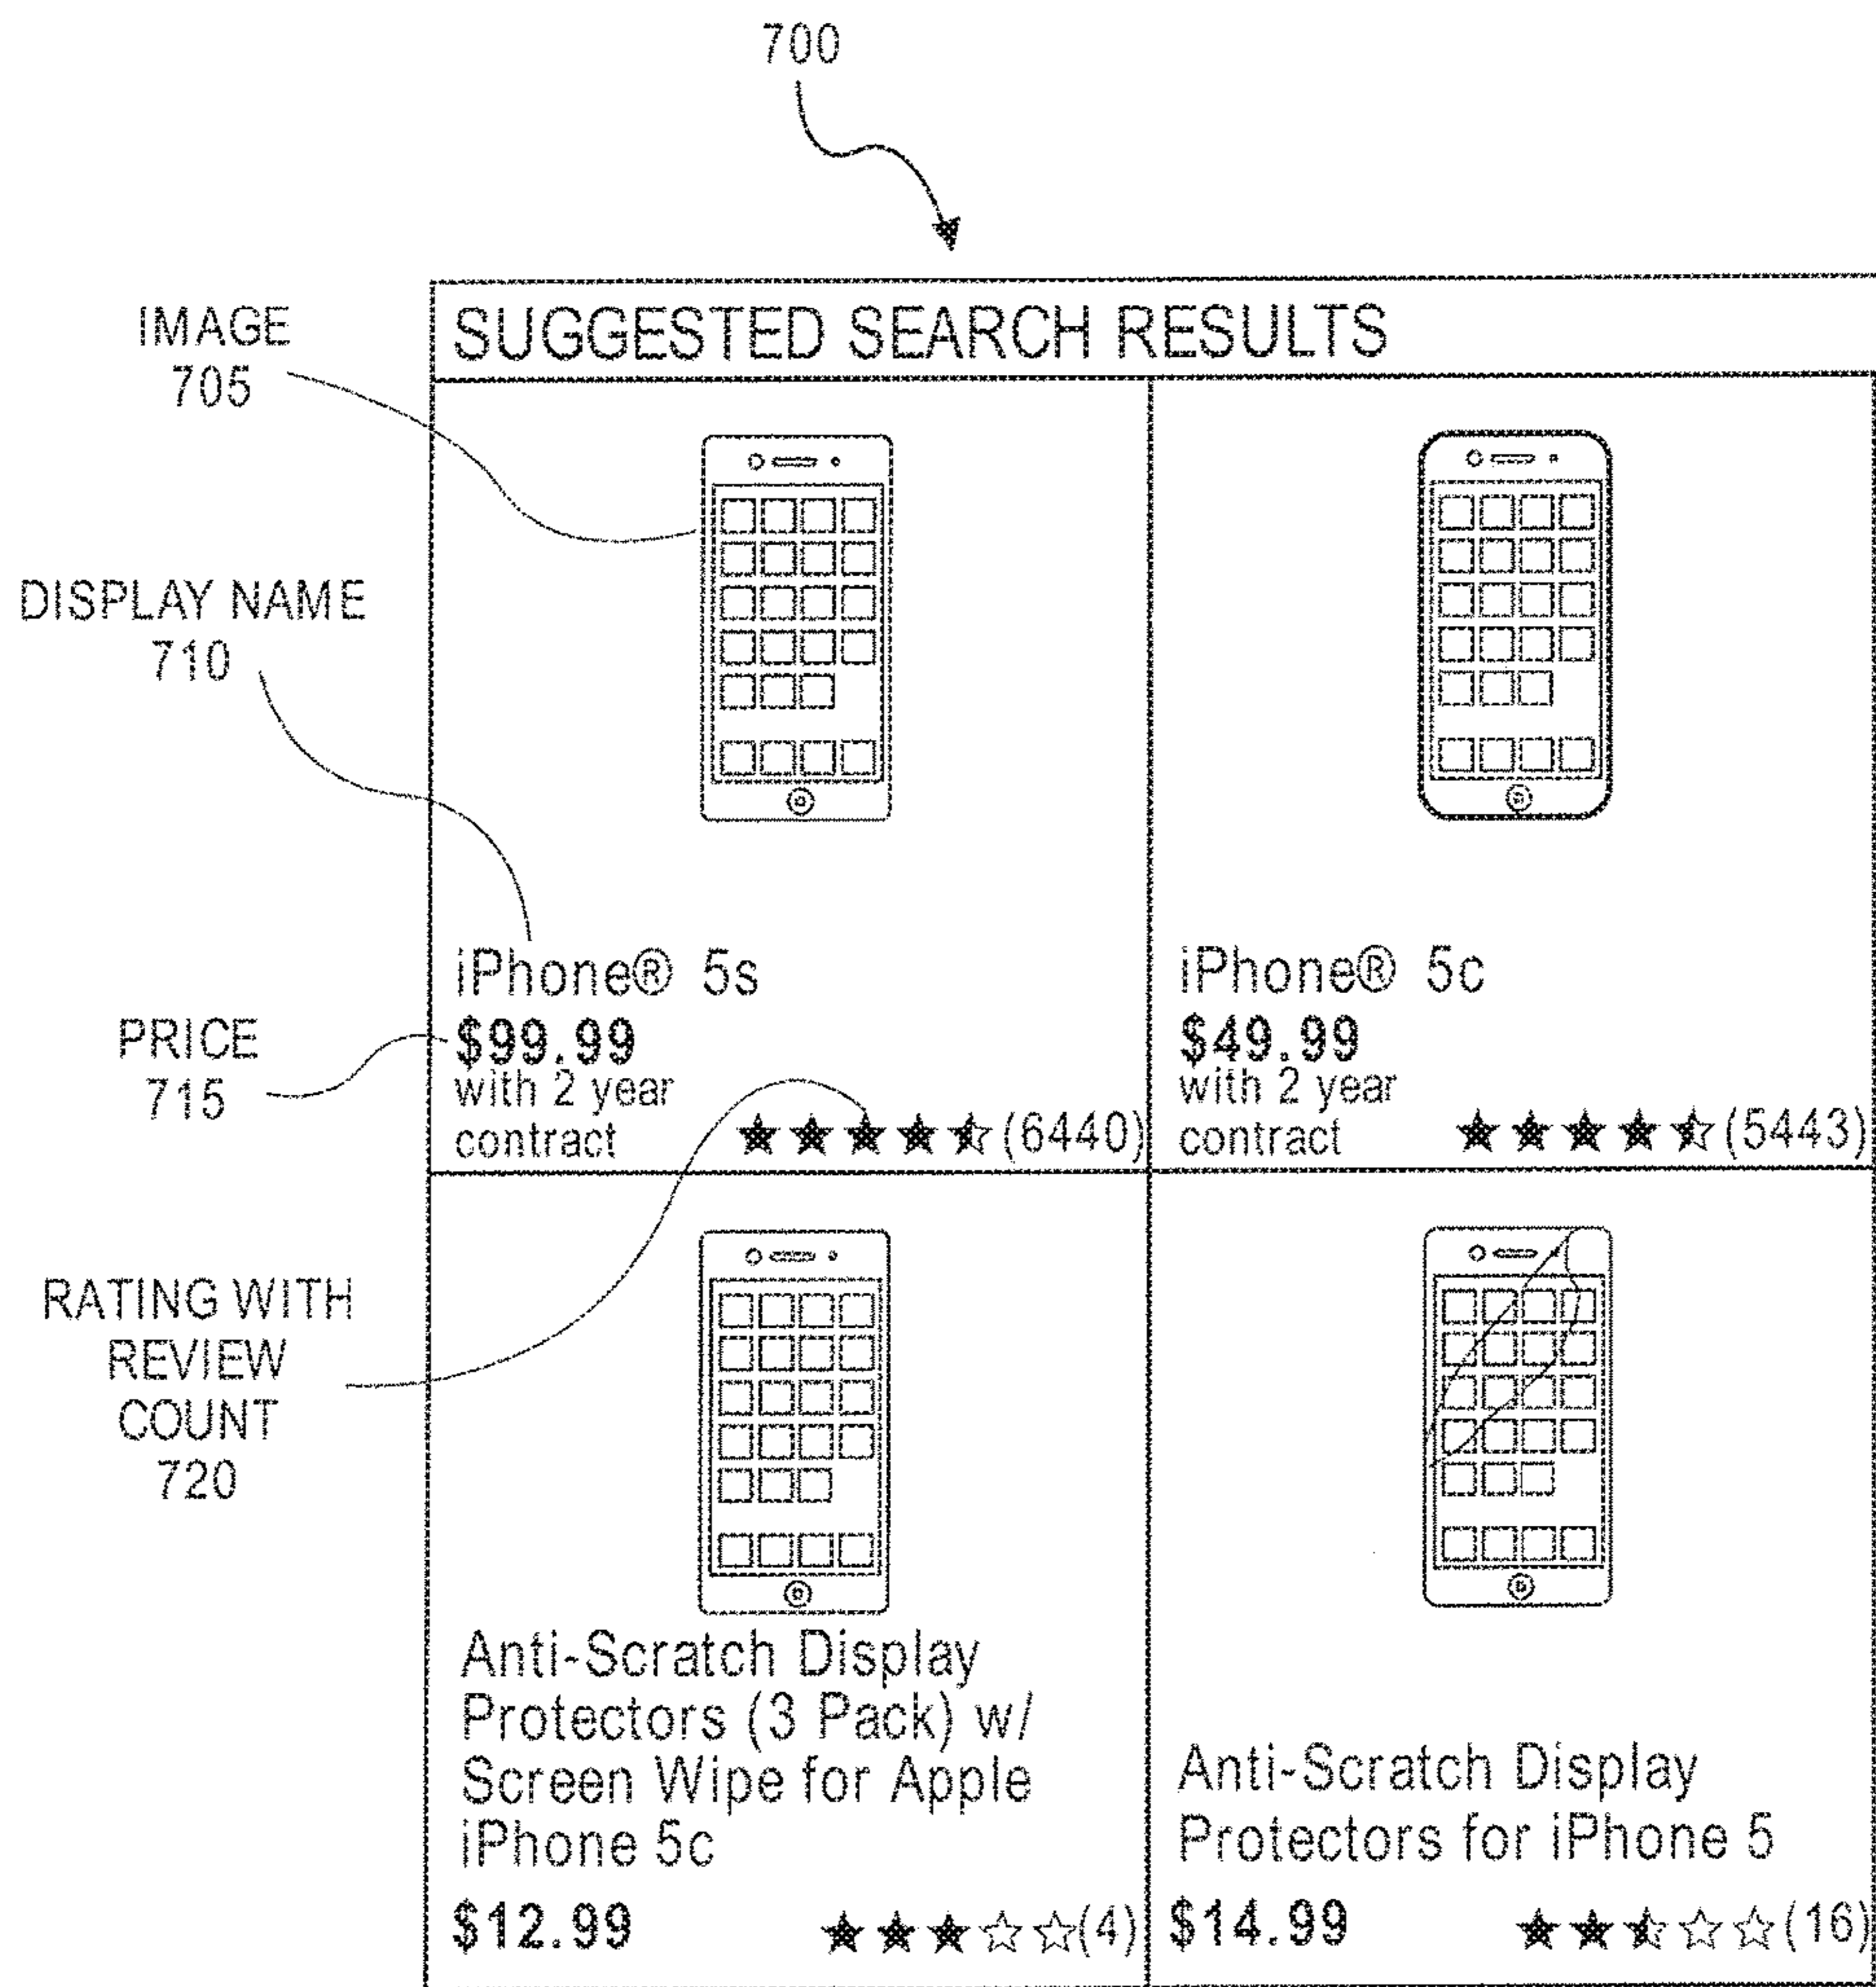 700
IMAGE
705
SUGGESTED SEARCH RESULTS
DISPLAY NAME
710
iPhone® 5s
$99.99
with 2 year
contract
★★★★⯪(6440)
PRICE
715
iPhone® 5c
$49.99
with 2 year
contract
★★★★⯪(5443)
RATING WITH
REVIEW
COUNT
720
Anti-Scratch Display
Protectors (3 Pack) w/
Screen Wipe for Apple
iPhone 5c
$12.99
★★★☆☆(4)
Anti-Scratch Display
Protectors for iPhone 5
$14.99
★★⯪☆☆(16)